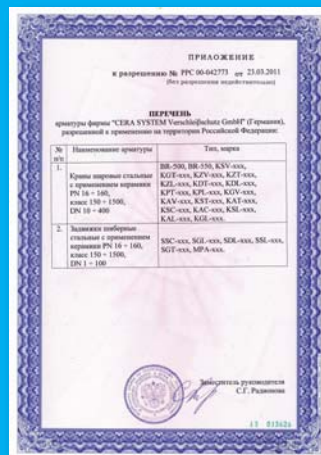 ПРИЛОЖЕНИЕ
к разрешению № РРС 00-042773 от 23.03.2011
(без разрешения недействительно)
ПЕРЕЧЕНЬ
арматуры фирмы "CERA SYSTEM Verschleißschutz GmbH" (Германия),
разрешенной к применению на территории Российской Федерации:
№ п/п Наименование арматуры Тип, марка
1. Краны шаровые стальные
с применением керамики
PN 16 ÷ 160,
класс 150 ÷ 1500,
DN 10 ÷ 400
BR-500, BR-550, KSV-xxx,
KGT-xxx, KZV-xxx, KZT-xxx,
KZL-xxx, KDT-xxx, KDL-xxx,
KPT-xxx, KPL-xxx, KGV-xxx,
KAV-xxx, KST-xxx, KAT-xxx,
KSC-xxx, KAC-xxx, KSL-xxx,
KAL-xxx, KGL-xxx.
2. Задвижки шиберные
стальные с применением
керамики PN 16 ÷ 160,
класс 150 ÷ 1500,
DN 1 ÷ 100
SSC-xxx, SGL-xxx, SDL-xxx, SSL-xxx,
SGT-xxx, MPA-xxx.
Заместитель руководителя
С.Г. Радионова